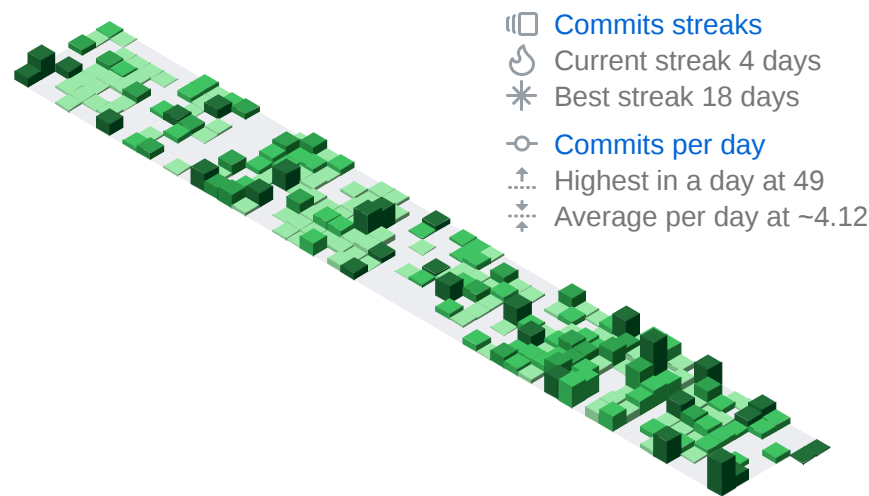 Commits streaks
Current streak 4 days
Best streak 18 days
Commits per day
Highest in a day at 49
Average per day at ~4.12